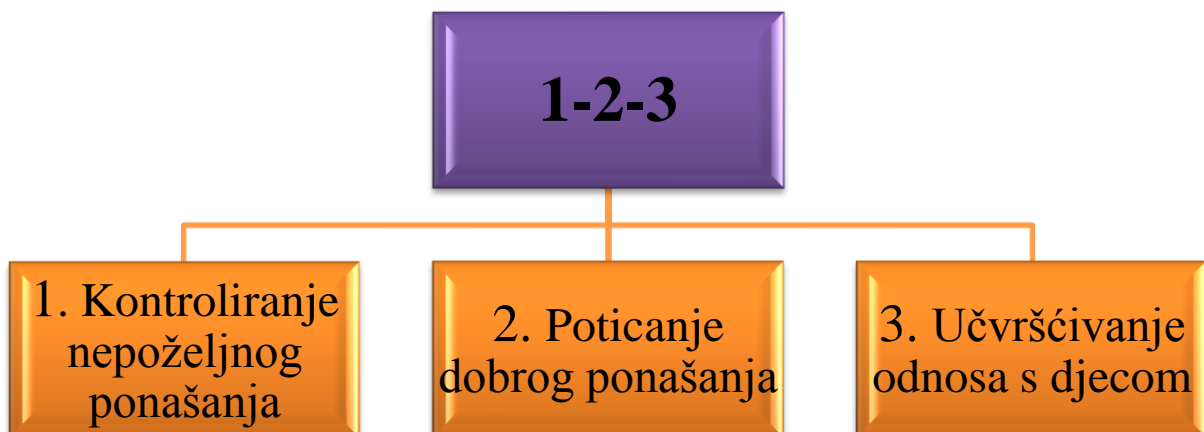 1-2-3
1. Kontroliranje
nepoželjnog
ponašanja
2. Poticanje
dobrog ponašanja
3. Učvršćivanje
odnosa s djecom